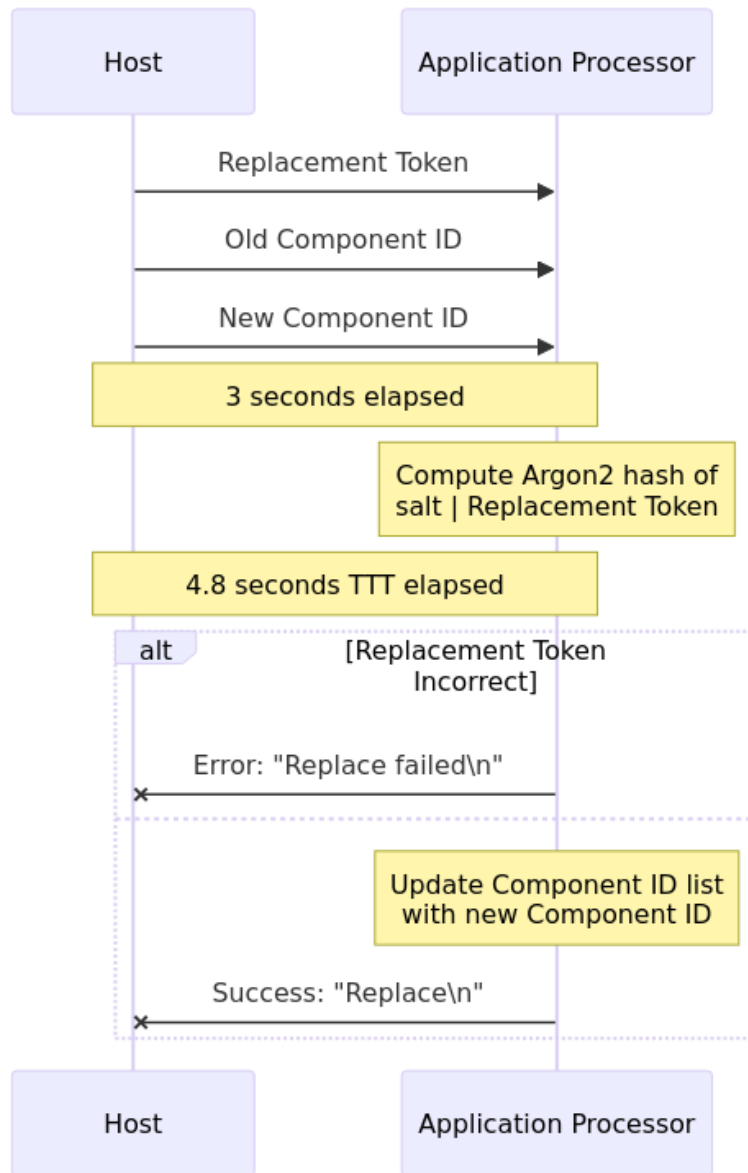 Host
Application Processor
Replacement Token
Old Component ID
New Component ID
3 seconds elapsed
Compute Argon2 hash of
salt | Replacement Token
4.8 seconds TTT elapsed
alt
[Replacement Token
Incorrect]
Error: "Replace failed\n"
Update Component ID list
with new Component ID
Success: "Replace\n"
Host
Application Processor